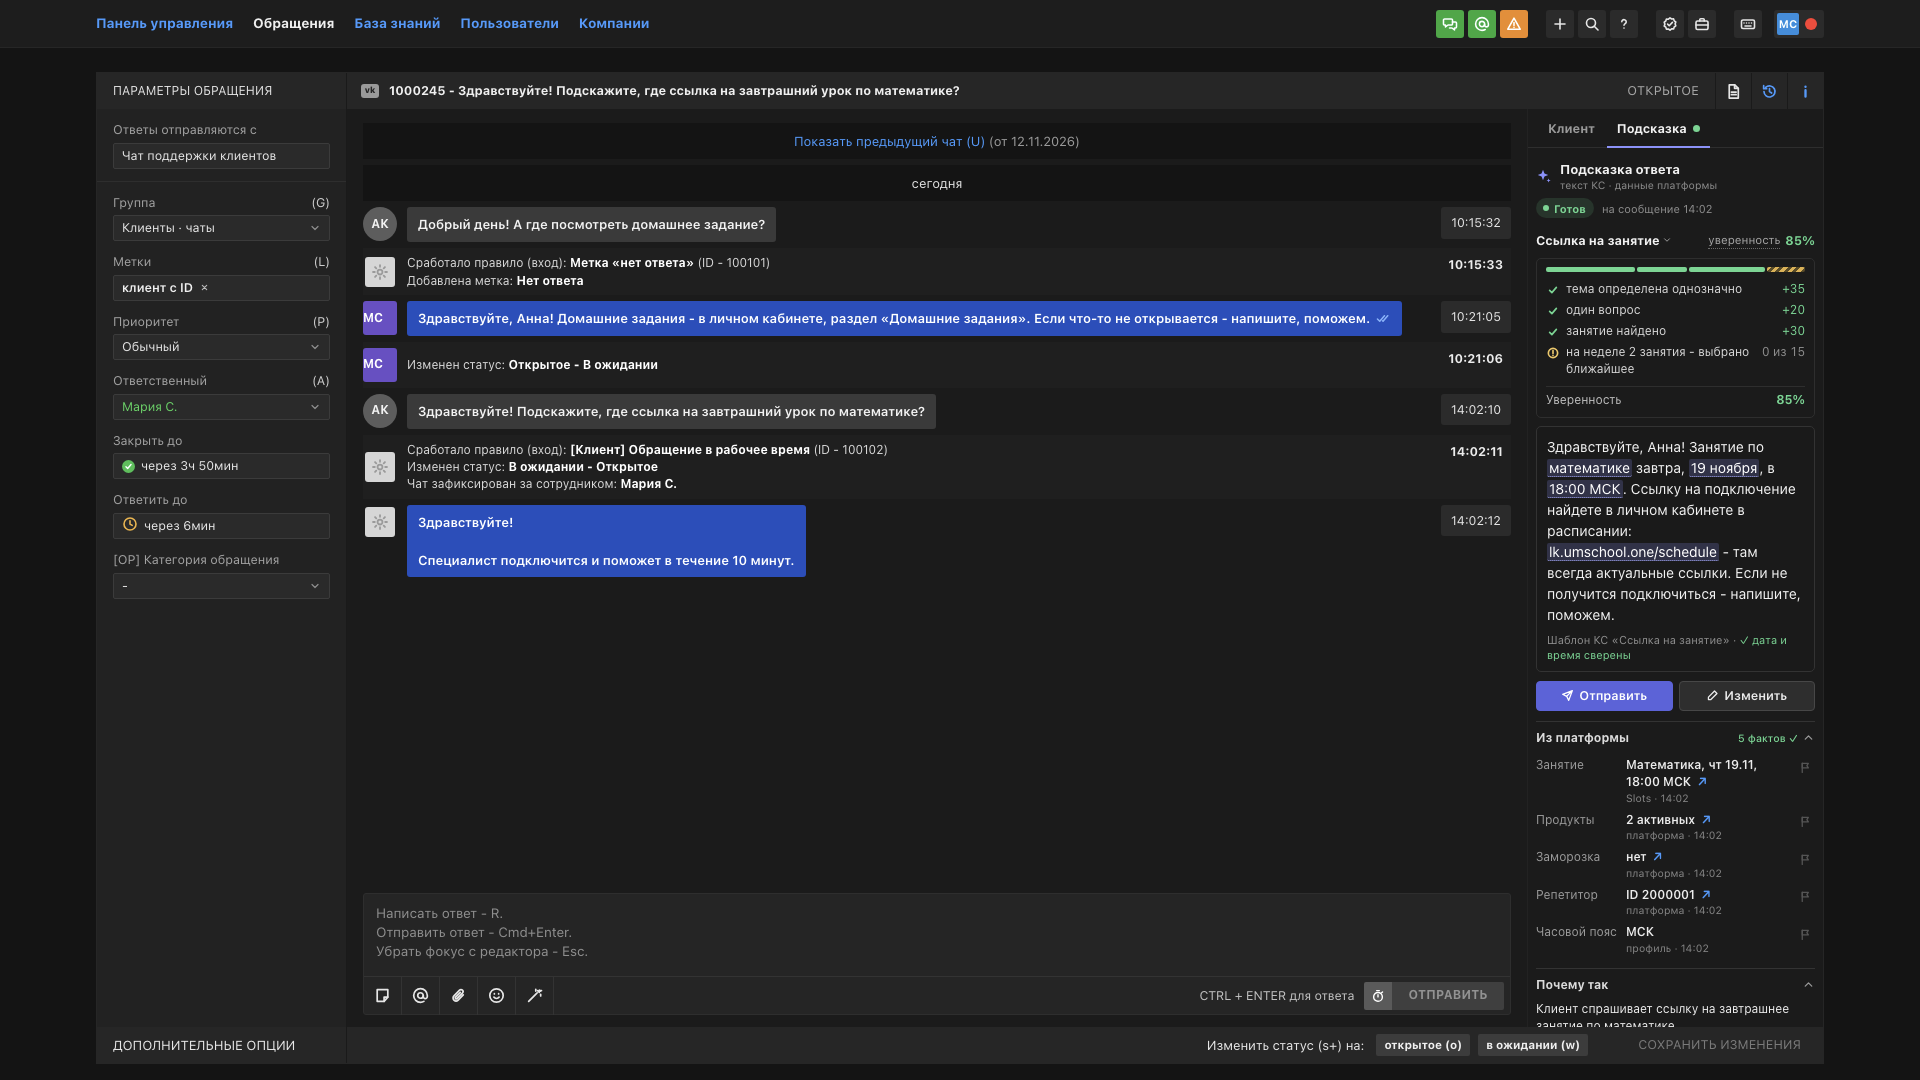 Панель управления Обращения База знаний Пользователи Компании
? МС
ПАРАМЕТРЫ ОБРАЩЕНИЯ
Ответы отправляются с
Чат поддержки клиентов
Группа (G)
Клиенты · чаты
Метки (L)
клиент с ID ×
Приоритет (P)
Обычный
Ответственный (A)
Мария С.
Закрыть до
через 3ч 50мин
Ответить до
через 6мин
[ОР] Категория обращения
-
ДОПОЛНИТЕЛЬНЫЕ ОПЦИИ
vk 1000245 - Здравствуйте! Подскажите, где ссылка на завтрашний урок по математике?
ОТКРЫТОЕ
Показать предыдущий чат (U) (от 12.11.2026)
сегодня
АК Добрый день! А где посмотреть домашнее задание? 10:15:32
Сработало правило (вход): Метка «нет ответа» (ID - 100101) 10:15:33
Добавлена метка: Нет ответа
МС Здравствуйте, Анна! Домашние задания - в личном кабинете, раздел «Домашние задания». Если что-то не открывается - напишите, поможем. 10:21:05
МС Изменен статус: Открытое - В ожидании 10:21:06
АК Здравствуйте! Подскажите, где ссылка на завтрашний урок по математике? 14:02:10
Сработало правило (вход): [Клиент] Обращение в рабочее время (ID - 100102) 14:02:11
Изменен статус: В ожидании - Открытое
Чат зафиксирован за сотрудником: Мария С.
Здравствуйте! 14:02:12
Специалист подключится и поможет в течение 10 минут.
Написать ответ - R.
Отправить ответ - Cmd+Enter.
Убрать фокус с редактора - Esc.
CTRL + ENTER для ответа ОТПРАВИТЬ
Изменить статус (s+) на: открытое (o) в ожидании (w) СОХРАНИТЬ ИЗМЕНЕНИЯ
Клиент Подсказка
Подсказка ответа
текст КС · данные платформы
Готов на сообщение 14:02
Ссылка на занятие уверенность 85%
тема определена однозначно +35
один вопрос +20
занятие найдено +30
на неделе 2 занятия - выбрано 0 из 15
ближайшее
Уверенность 85%
Здравствуйте, Анна! Занятие по
математике завтра, 19 ноября, в
18:00 МСК. Ссылку на подключение
найдете в личном кабинете в
расписании:
lk.umschool.one/schedule - там
всегда актуальные ссылки. Если не
получится подключиться - напишите,
поможем.
Шаблон КС «Ссылка на занятие» · ✓ дата и
время сверены
Отправить Изменить
Из платформы 5 фактов ✓
Занятие Математика, чт 19.11,
18:00 МСК
Slots · 14:02
Продукты 2 активных
платформа · 14:02
Заморозка нет
платформа · 14:02
Репетитор ID 2000001
платформа · 14:02
Часовой пояс МСК
профиль · 14:02
Почему так
Клиент спрашивает ссылку на завтрашнее
занятие по математике